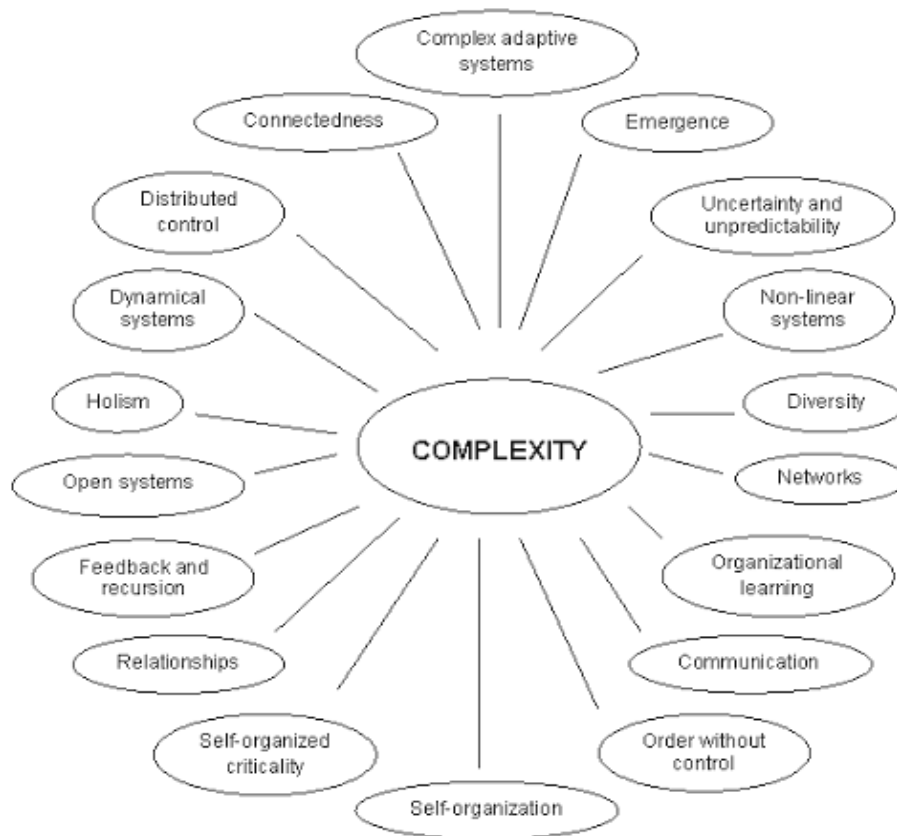 Complex adaptive
systems
Connectedness
Emergence
Distributed
control
Uncertainty and
unpredictability
Dynamical
systems
Non-linear
systems
Holism
Diversity
COMPLEXITY
Open systems
Networks
Feedback and
recursion
Organizational
learning
Relationships
Communication
Self-organized
criticality
Order without
control
Self-organization